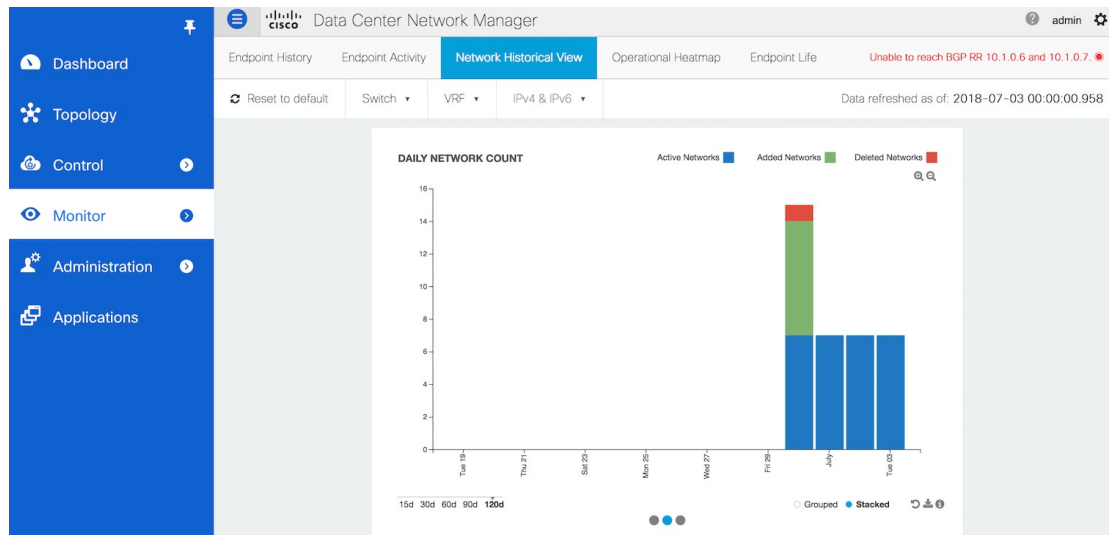 cisco Data Center Network Manager
admin
Dashboard
Topology
Control
Monitor
Administration
Applications
Endpoint History Endpoint Activity Network Historical View Operational Heatmap Endpoint Life Unable to reach BGP RR 10.1.0.6 and 10.1.0.7.
Reset to default Switch VRF IPv4 & IPv6 Data refreshed as of: 2018-07-03 00:00:00.958
DAILY NETWORK COUNT Active Networks Added Networks Deleted Networks
16
14
12
10
8
6
4
2
0
Tue 19 Thu 21 Sat 23 Mon 25 Wed 27 Fri 29 July Tue 03
15d 30d 60d 90d 120d Grouped Stacked